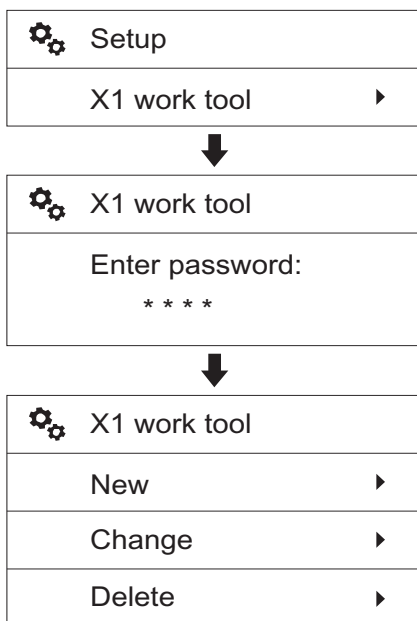 Setup
X1 work tool
X1 work tool
Enter password:
* * * *
X1 work tool
New
Change
Delete